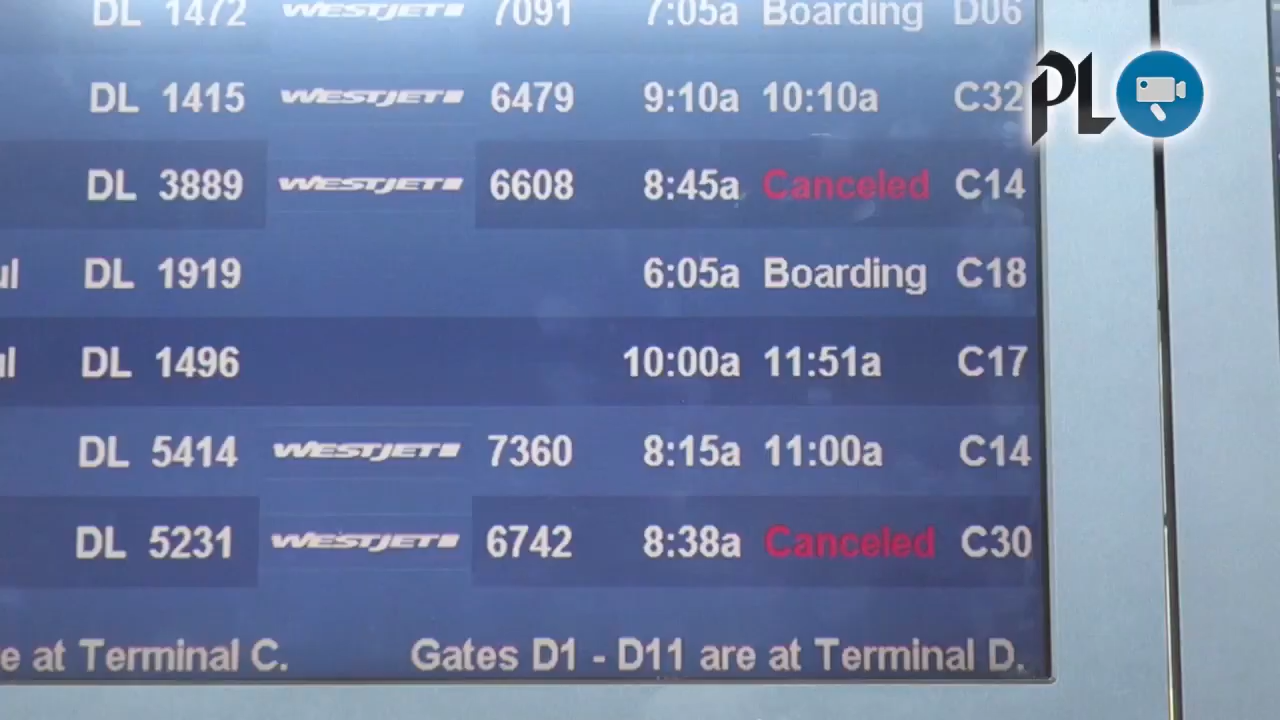 DL 1472 WESTJET 7091 7:05a Boarding D06
PL
DL 1415 WESTJET 6479 9:10a 10:10a C32
DL 3889 WESTJET 6608 8:45a Canceled C14
ul DL 1919 6:05a Boarding C18
ul DL 1496 10:00a 11:51a C17
DL 5414 WESTJET 7360 8:15a 11:00a C14
DL 5231 WESTJET 6742 8:38a Canceled C30
e at Terminal C. Gates D1 - D11 are at Terminal D.